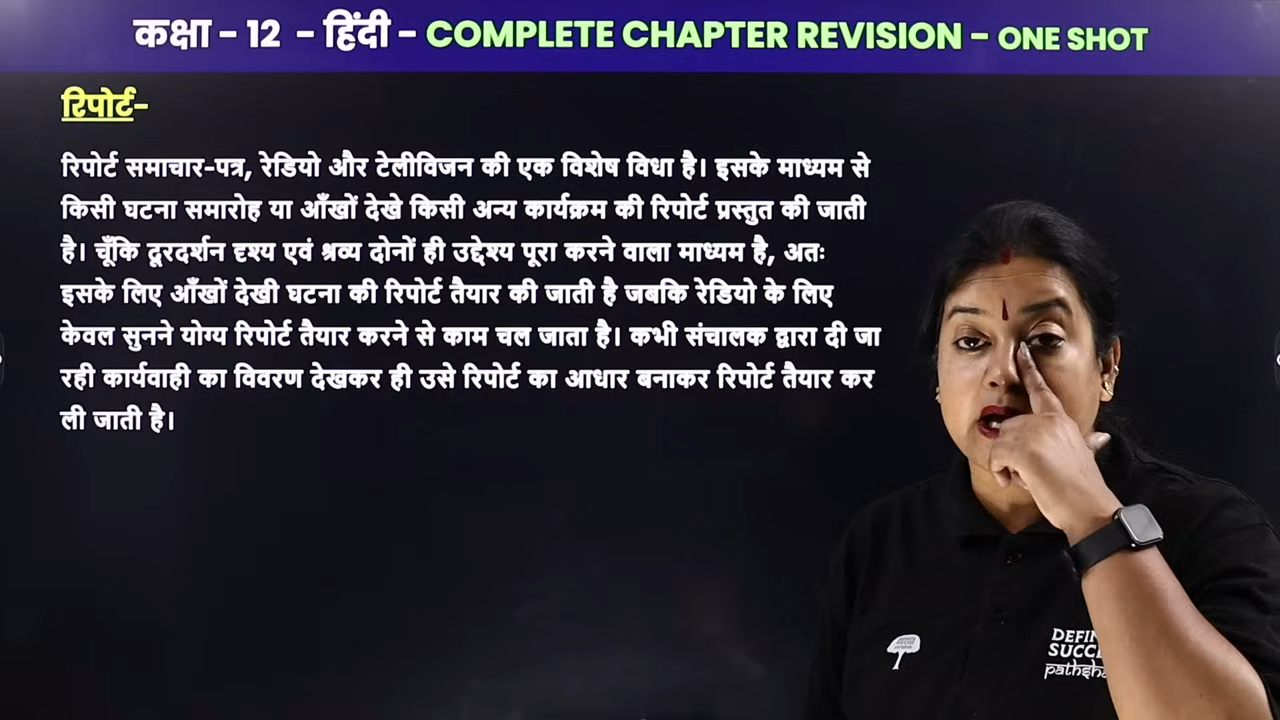 कक्षा - 12 - हिंदी - COMPLETE CHAPTER REVISION - ONE SHOT
रिपोर्ट-
रिपोर्ट समाचार-पत्र, रेडियो और टेलीविजन की एक विशेष विधा है। इसके माध्यम से
किसी घटना समारोह या आँखों देखे किसी अन्य कार्यक्रम की रिपोर्ट प्रस्तुत की जाती
है। चूँकि दूरदर्शन दृश्य एवं श्रव्य दोनों ही उद्देश्य पूरा करने वाला माध्यम है, अतः
इसके लिए आँखों देखी घटना की रिपोर्ट तैयार की जाती है जबकि रेडियो के लिए
केवल सुनने योग्य रिपोर्ट तैयार करने से काम चल जाता है। कभी संचालक द्वारा दी जा
रही कार्यवाही का विवरण देखकर ही उसे रिपोर्ट का आधार बनाकर रिपोर्ट तैयार कर
ली जाती है।